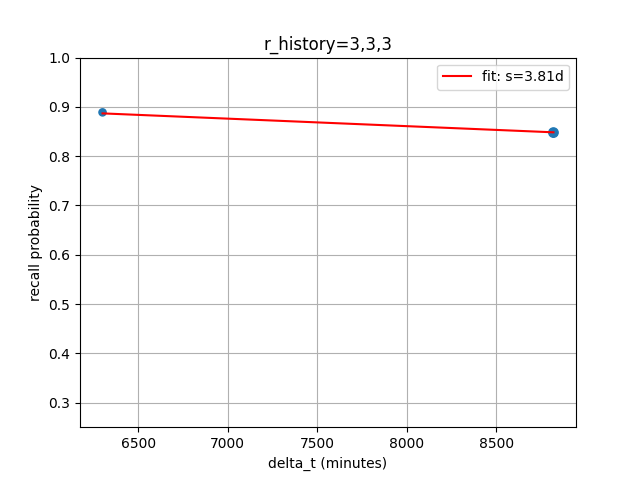 r_history=3,3,3
fit: s=3.81d
1.0
0.9
0.8
0.7
0.6
0.5
0.4
0.3
recall probability
6500 7000 7500 8000 8500
delta_t (minutes)